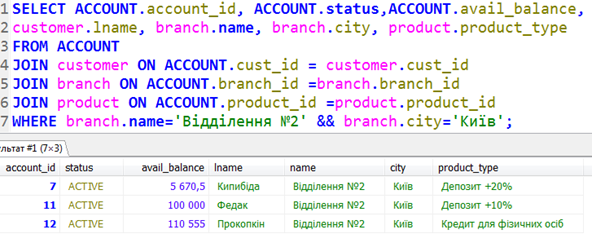 1 SELECT ACCOUNT.account_id, ACCOUNT.status,ACCOUNT.avail_balance,
2 customer.lname, branch.name, branch.city, product.product_type
3 FROM ACCOUNT
4 JOIN customer ON ACCOUNT.cust_id = customer.cust_id
5 JOIN branch ON ACCOUNT.branch_id =branch.branch_id
6 JOIN product ON ACCOUNT.product_id =product.product_id
7 WHERE branch.name='Відділення №2' && branch.city='Київ';
ультат #1 (7×3)
account_id status avail_balance lname name city product_type
7 ACTIVE 5 670,5 Кипибіда Відділення №2 Київ Депозит +20%
11 ACTIVE 100 000 Федак Відділення №2 Київ Депозит +10%
12 ACTIVE 110 555 Прокопкін Відділення №2 Київ Кредит для фізичних осіб